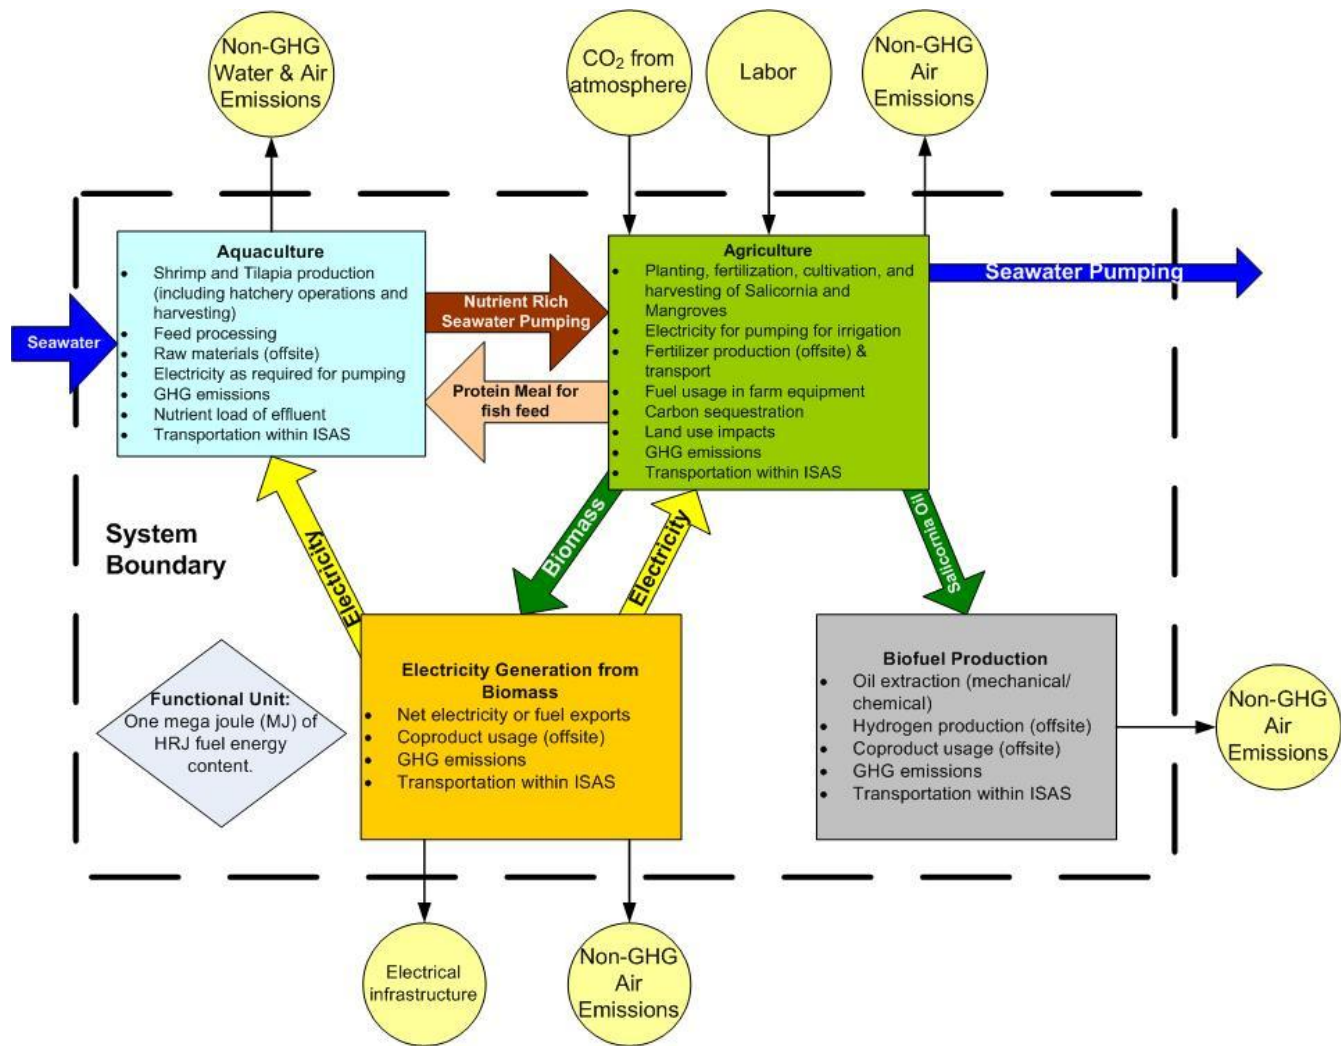 Non-GHG
Water & Air
Emissions
CO₂ from
atmosphere
Labor
Non-GHG
Air
Emissions
Aquaculture
• Shrimp and Tilapia production
(including hatchery operations and
harvesting)
• Feed processing
• Raw materials (offsite)
• Electricity as required for pumping
• GHG emissions
• Nutrient load of effluent
• Transportation within ISAS
Agriculture
• Planting, fertilization, cultivation, and
harvesting of Salicornia and
Mangroves
• Electricity for pumping for irrigation
• Fertilizer production (offsite) &
transport
• Fuel usage in farm equipment
• Carbon sequestration
• Land use impacts
• GHG emissions
• Transportation within ISAS
Seawater Pumping
Seawater
Nutrient Rich
Seawater Pumping
Protein Meal for
fish feed
System
Boundary
Electricity
Biomass
Electricity
Salicornia Oil
Functional Unit:
One mega joule (MJ) of
HRJ fuel energy
content.
Electricity Generation from
Biomass
• Net electricity or fuel exports
• Coproduct usage (offsite)
• GHG emissions
• Transportation within ISAS
Biofuel Production
• Oil extraction (mechanical/
chemical)
• Hydrogen production (offsite)
• Coproduct usage (offsite)
• GHG emissions
• Transportation within ISAS
Non-GHG
Air
Emissions
Electrical
infrastructure
Non-GHG
Air
Emissions